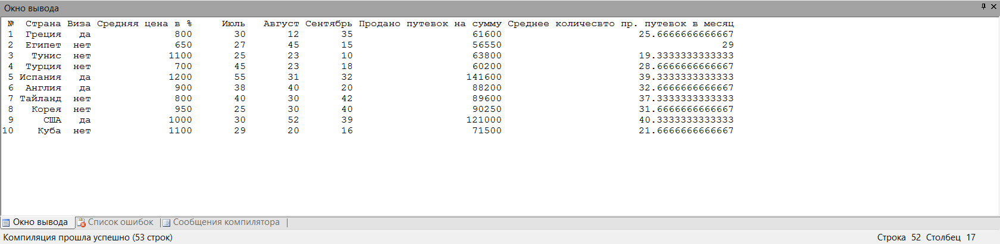 Окно вывода
№ Страна Виза Средняя цена в % Июль Август Сентябрь Продано путевок на сумму Среднее количесвто пр. путевок в месяц
1 Греция да 800 30 12 35 61600 25.6666666666667
2 Египет нет 650 27 45 15 56550 29
3 Тунис нет 1100 25 23 10 63800 19.3333333333333
4 Турция нет 700 45 23 18 60200 28.6666666666667
5 Испания да 1200 55 31 32 141600 39.3333333333333
6 Англия да 900 38 40 20 88200 32.6666666666667
7 Тайланд нет 800 40 30 42 89600 37.3333333333333
8 Корея нет 950 25 30 40 90250 31.6666666666667
9 США да 1000 30 52 39 121000 40.3333333333333
10 Куба нет 1100 29 20 16 71500 21.6666666666667
Окно вывода Список ошибок Сообщения компилятора
Компиляция прошла успешно (53 строк) Строка 52 Столбец 17